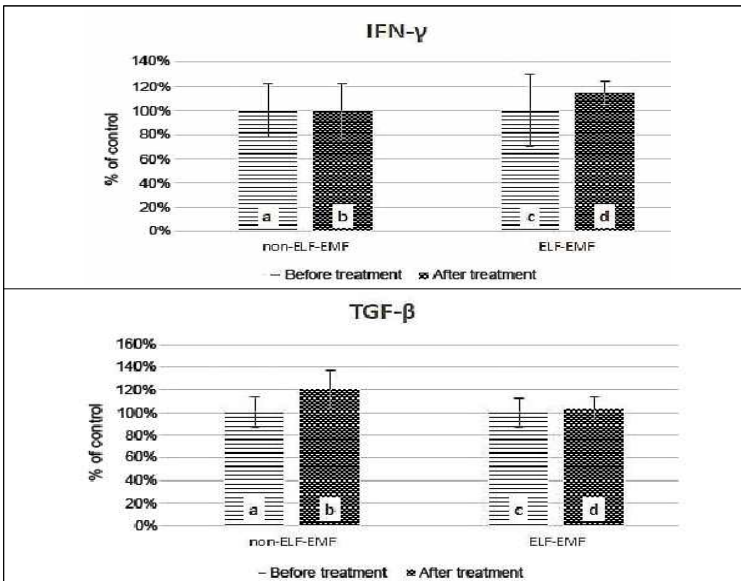 IFN-γ
140%
120%
100%
80%
60%
40%
20%
0%
% of control
a
b
c
d
non-ELF-EMF
ELF-EMF
Before treatment
After treatment
TGF-β
160%
140%
120%
100%
80%
60%
40%
20%
0%
% of control
a
b
c
d
non-ELF-EMF
ELF-EMF
Before treatment
After treatment